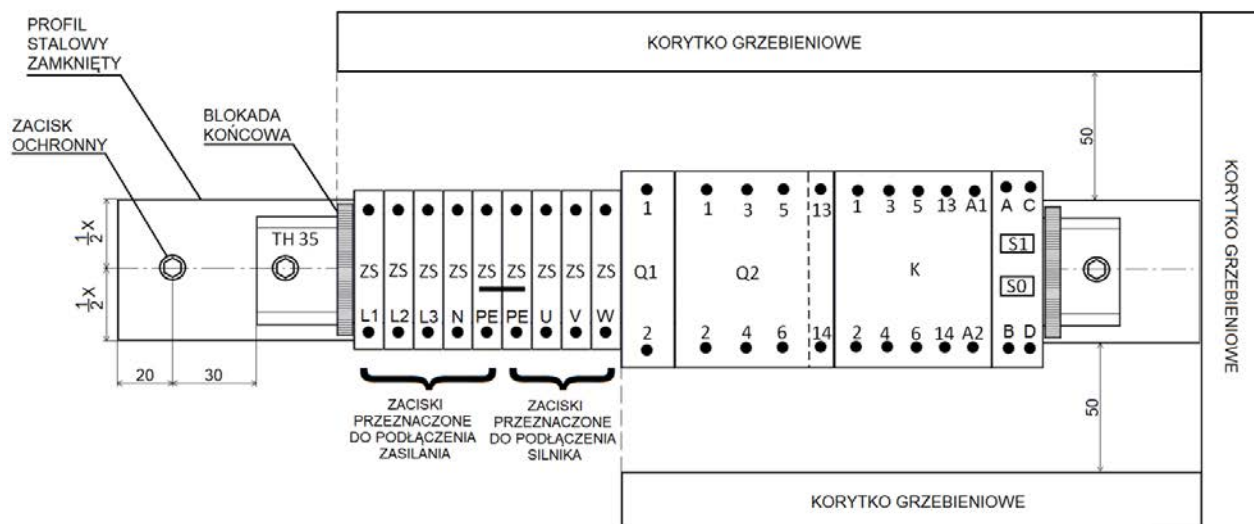 PROFIL
STALOWY
ZAMKNIĘTY
ZACISK
OCHRONNY
BLOKADA
KOŃCOWA
KORYTKO GRZEBIENIOWE
50
KORYTKO GRZEBIENIOWE
1/2 X
1/2 X
TH 35
ZS ZS ZS ZS ZS ZS ZS ZS ZS
L1 L2 L3 N PE PE U V W
1 1 3 5 13 1 3 5 13 A1 A C
Q1 Q2 K S1
S0
2 2 4 6 14 2 4 6 14 A2 B D
20 30
ZACISKI
PRZEZNACZONE
DO PODŁĄCZENIA
ZASILANIA
ZACISKI
PRZEZNACZONE
DO PODŁĄCZENIA
SILNIKA
50
KORYTKO GRZEBIENIOWE